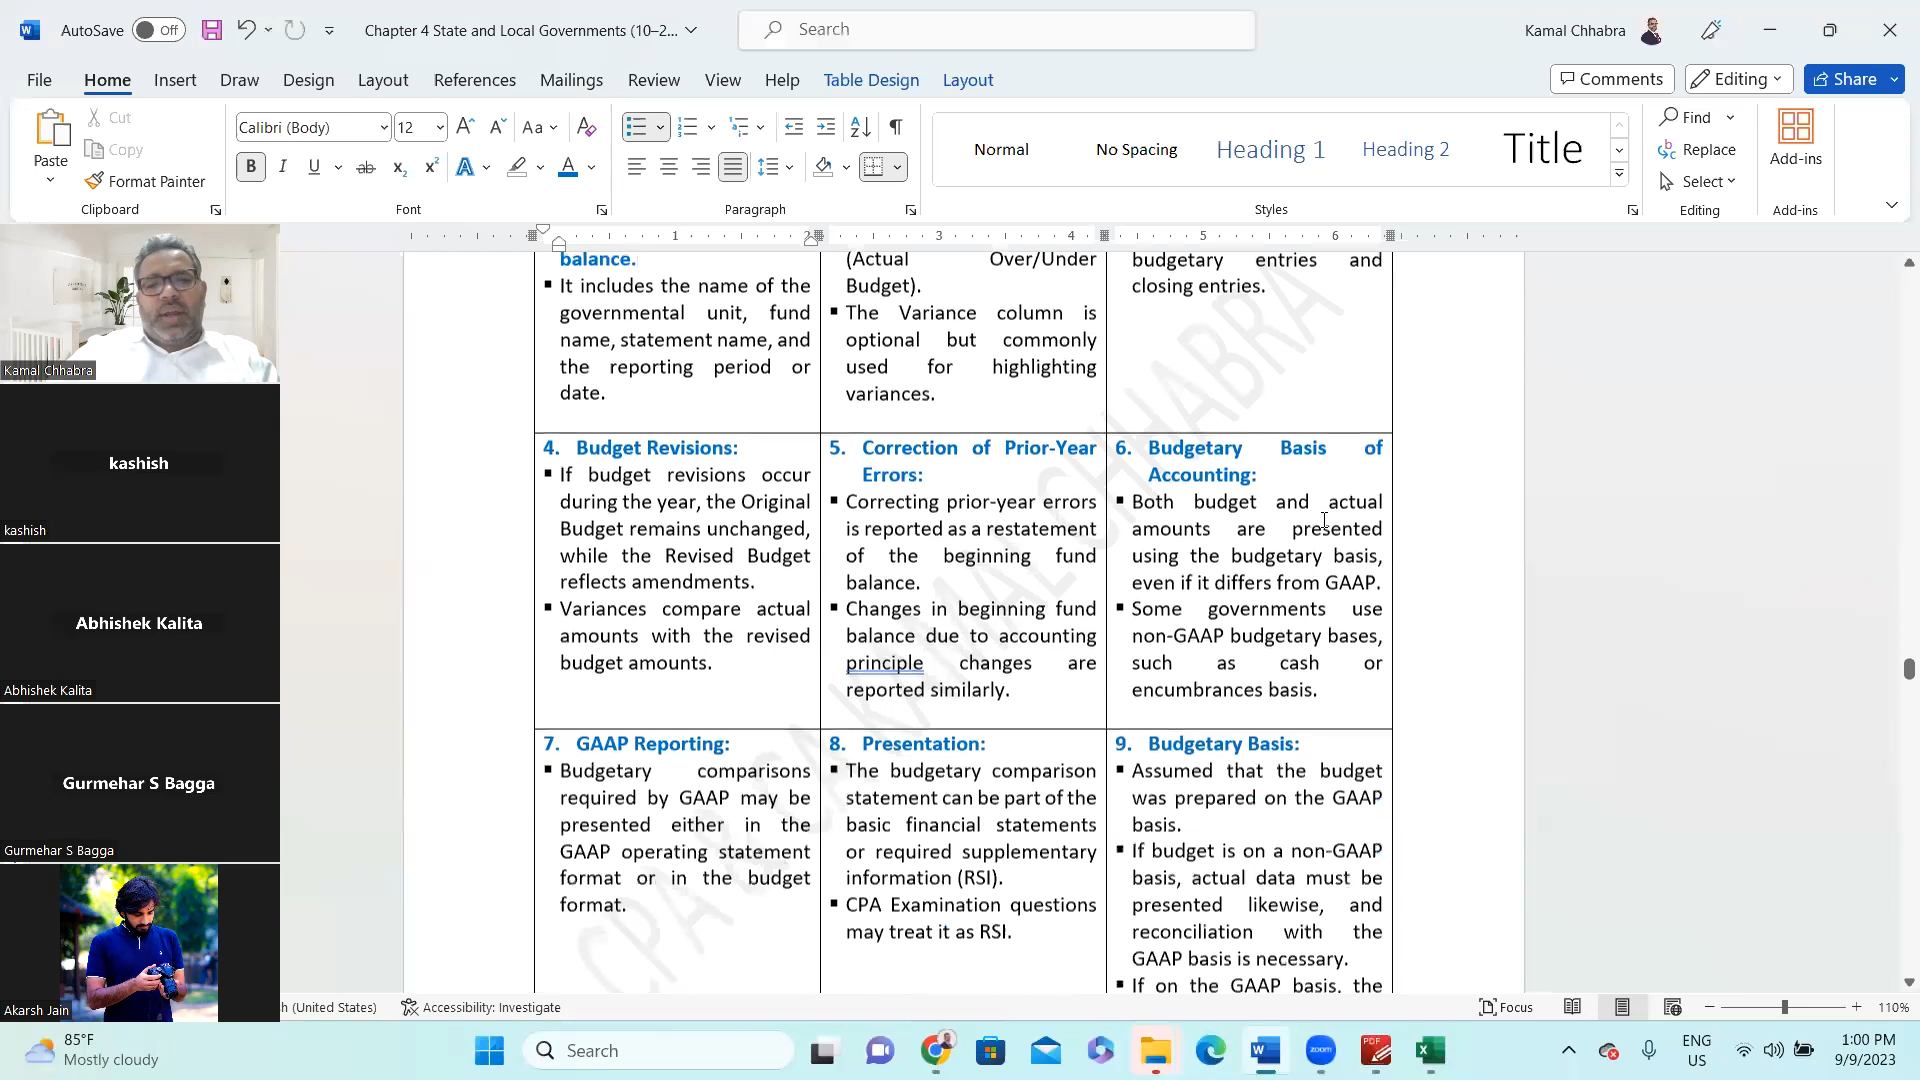 AutoSave
Off
Chapter 4 State and Local Governments (10–2...
Search
Kamal Chhabra
File
Home
Insert
Draw
Design
Layout
References
Mailings
Review
View
Help
Table Design
Layout
Comments
Editing
Share
Paste
Cut
Copy
Format Painter
Clipboard
Calibri (Body)
12
Font
Paragraph
Normal
No Spacing
Heading 1
Heading 2
Title
Styles
Find
Replace
Select
Editing
Add-ins
Add-ins
1 2 3 4 5 6
Kamal Chhabra
kashish
kashish
Abhishek Kalita
Abhishek Kalita
Gurmehar S Bagga
Gurmehar S Bagga
Akarsh Jain
balance.
▪ It includes the name of the
governmental unit, fund
name, statement name, and
the reporting period or
date.
(Actual Over/Under
Budget).
▪ The Variance column is
optional but commonly
used for highlighting
variances.
budgetary entries and
closing entries.
4. Budget Revisions:
▪ If budget revisions occur
during the year, the Original
Budget remains unchanged,
while the Revised Budget
reflects amendments.
▪ Variances compare actual
amounts with the revised
budget amounts.
5. Correction of Prior-Year
Errors:
▪ Correcting prior-year errors
is reported as a restatement
of the beginning fund
balance.
▪ Changes in beginning fund
balance due to accounting
principle changes are
reported similarly.
6. Budgetary Basis of
Accounting:
▪ Both budget and actual
amounts are presented
using the budgetary basis,
even if it differs from GAAP.
▪ Some governments use
non-GAAP budgetary bases,
such as cash or
encumbrances basis.
7. GAAP Reporting:
▪ Budgetary comparisons
required by GAAP may be
presented either in the
GAAP operating statement
format or in the budget
format.
8. Presentation:
▪ The budgetary comparison
statement can be part of the
basic financial statements
or required supplementary
information (RSI).
▪ CPA Examination questions
may treat it as RSI.
9. Budgetary Basis:
▪ Assumed that the budget
was prepared on the GAAP
basis.
▪ If budget is on a non-GAAP
basis, actual data must be
presented likewise, and
reconciliation with the
GAAP basis is necessary.
▪ If on the GAAP basis, the
CPA & CA KAMAL CHHABRA
h (United States)
Accessibility: Investigate
Focus
110%
85°F
Mostly cloudy
Search
zoom
PDF
ENG
US
1:00 PM
9/9/2023